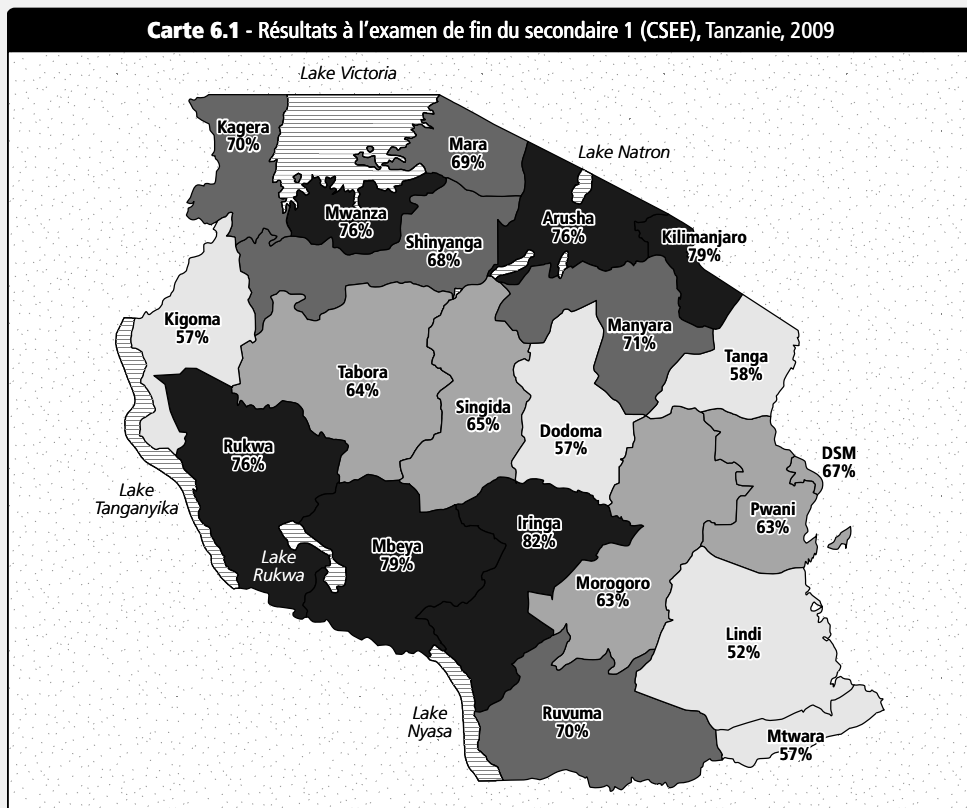 Carte 6.1 - Résultats à l'examen de fin du secondaire 1 (CSEE), Tanzanie, 2009
Lake Victoria
Kagera
70%
Mara
69%
Lake Natron
Mwanza
76%
Arusha
76%
Shinyanga
68%
Kilimanjaro
79%
Kigoma
57%
Manyara
71%
Tanga
58%
Tabora
64%
Singida
65%
Dodoma
57%
Rukwa
76%
DSM
67%
Lake
Tanganyika
Pwani
63%
Iringa
82%
Mbeya
79%
Lake
Rukwa
Morogoro
63%
Lindi
52%
Lake
Nyasa
Ruvuma
70%
Mtwara
57%